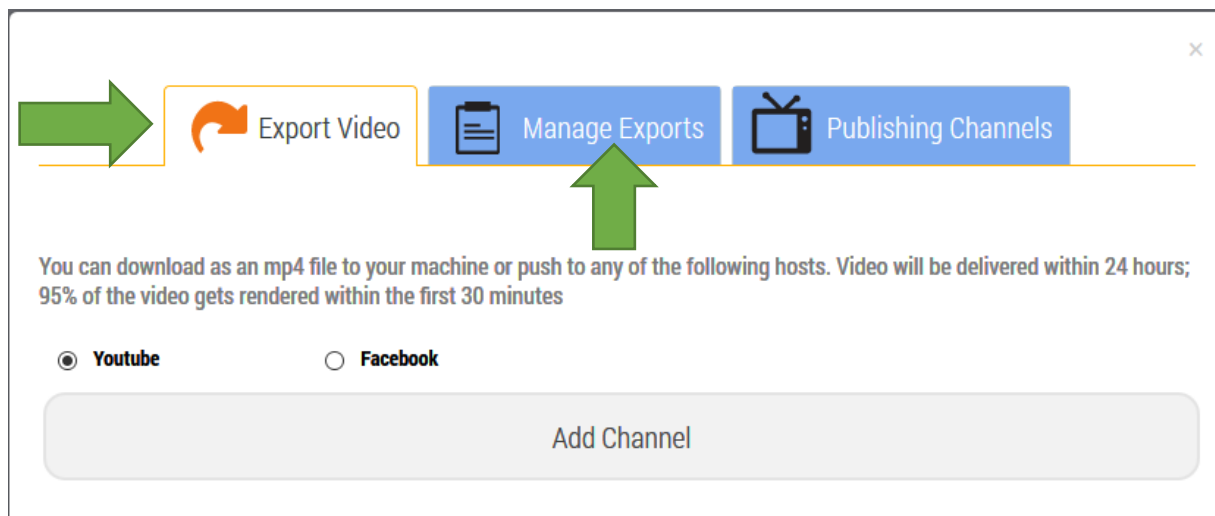 Export Video
Manage Exports
Publishing Channels
You can download as an mp4 file to your machine or push to any of the following hosts. Video will be delivered within 24 hours;
95% of the video gets rendered within the first 30 minutes
Youtube
Facebook
Add Channel